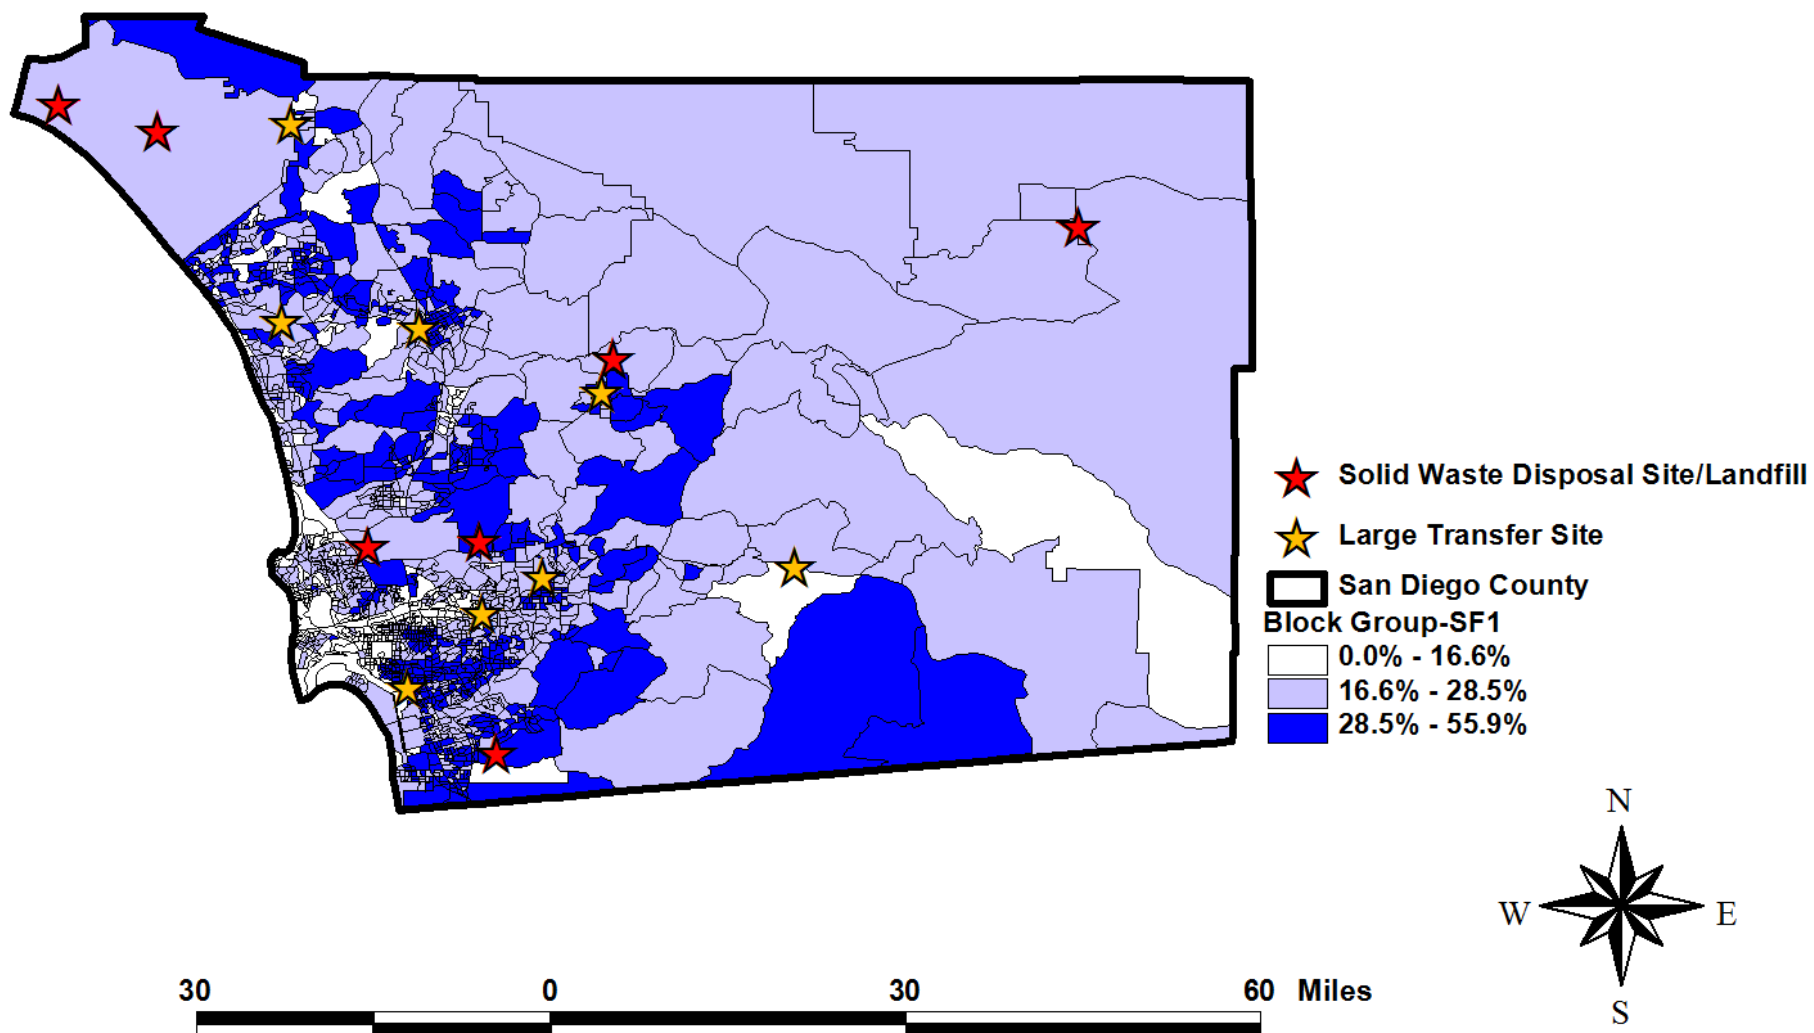 Solid Waste Disposal Site/Landfill
Large Transfer Site
San Diego County
Block Group-SF1
0.0% - 16.6%
16.6% - 28.5%
28.5% - 55.9%
N
W E
S
30 0 30 60 Miles